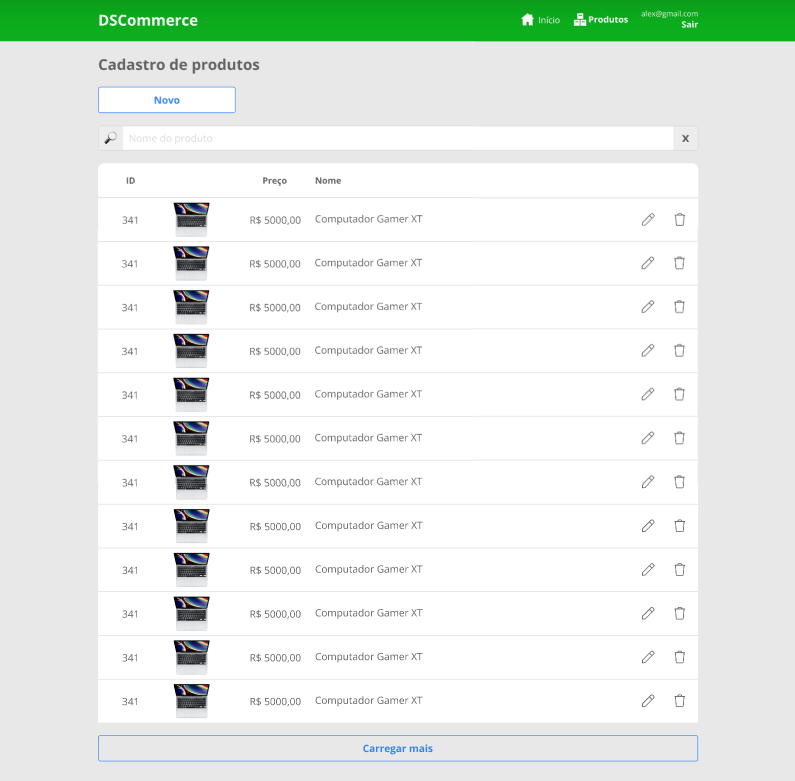 DSCommerce
Início
Produtos
alex@gmail.com
Sair
Cadastro de produtos
Novo
Nome do produto
X
ID Preço Nome
341 R$ 5000,00 Computador Gamer XT
341 R$ 5000,00 Computador Gamer XT
341 R$ 5000,00 Computador Gamer XT
341 R$ 5000,00 Computador Gamer XT
341 R$ 5000,00 Computador Gamer XT
341 R$ 5000,00 Computador Gamer XT
341 R$ 5000,00 Computador Gamer XT
341 R$ 5000,00 Computador Gamer XT
341 R$ 5000,00 Computador Gamer XT
341 R$ 5000,00 Computador Gamer XT
341 R$ 5000,00 Computador Gamer XT
341 R$ 5000,00 Computador Gamer XT
Carregar mais